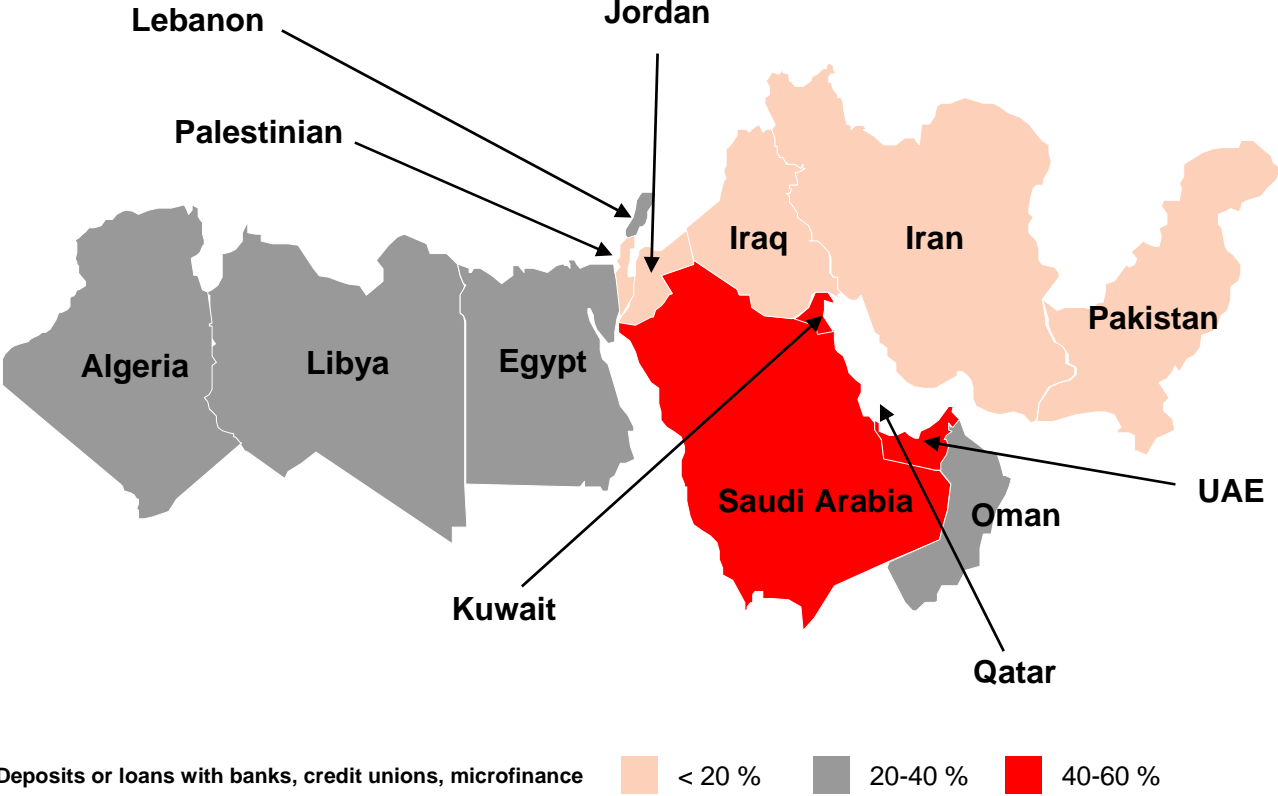 Jordan
Lebanon
Palestinian
Iraq
Iran
Pakistan
Algeria
Libya
Egypt
Saudi Arabia
UAE
Oman
Kuwait
Qatar
Deposits or loans with banks, credit unions, microfinance
< 20 %
20-40 %
40-60 %